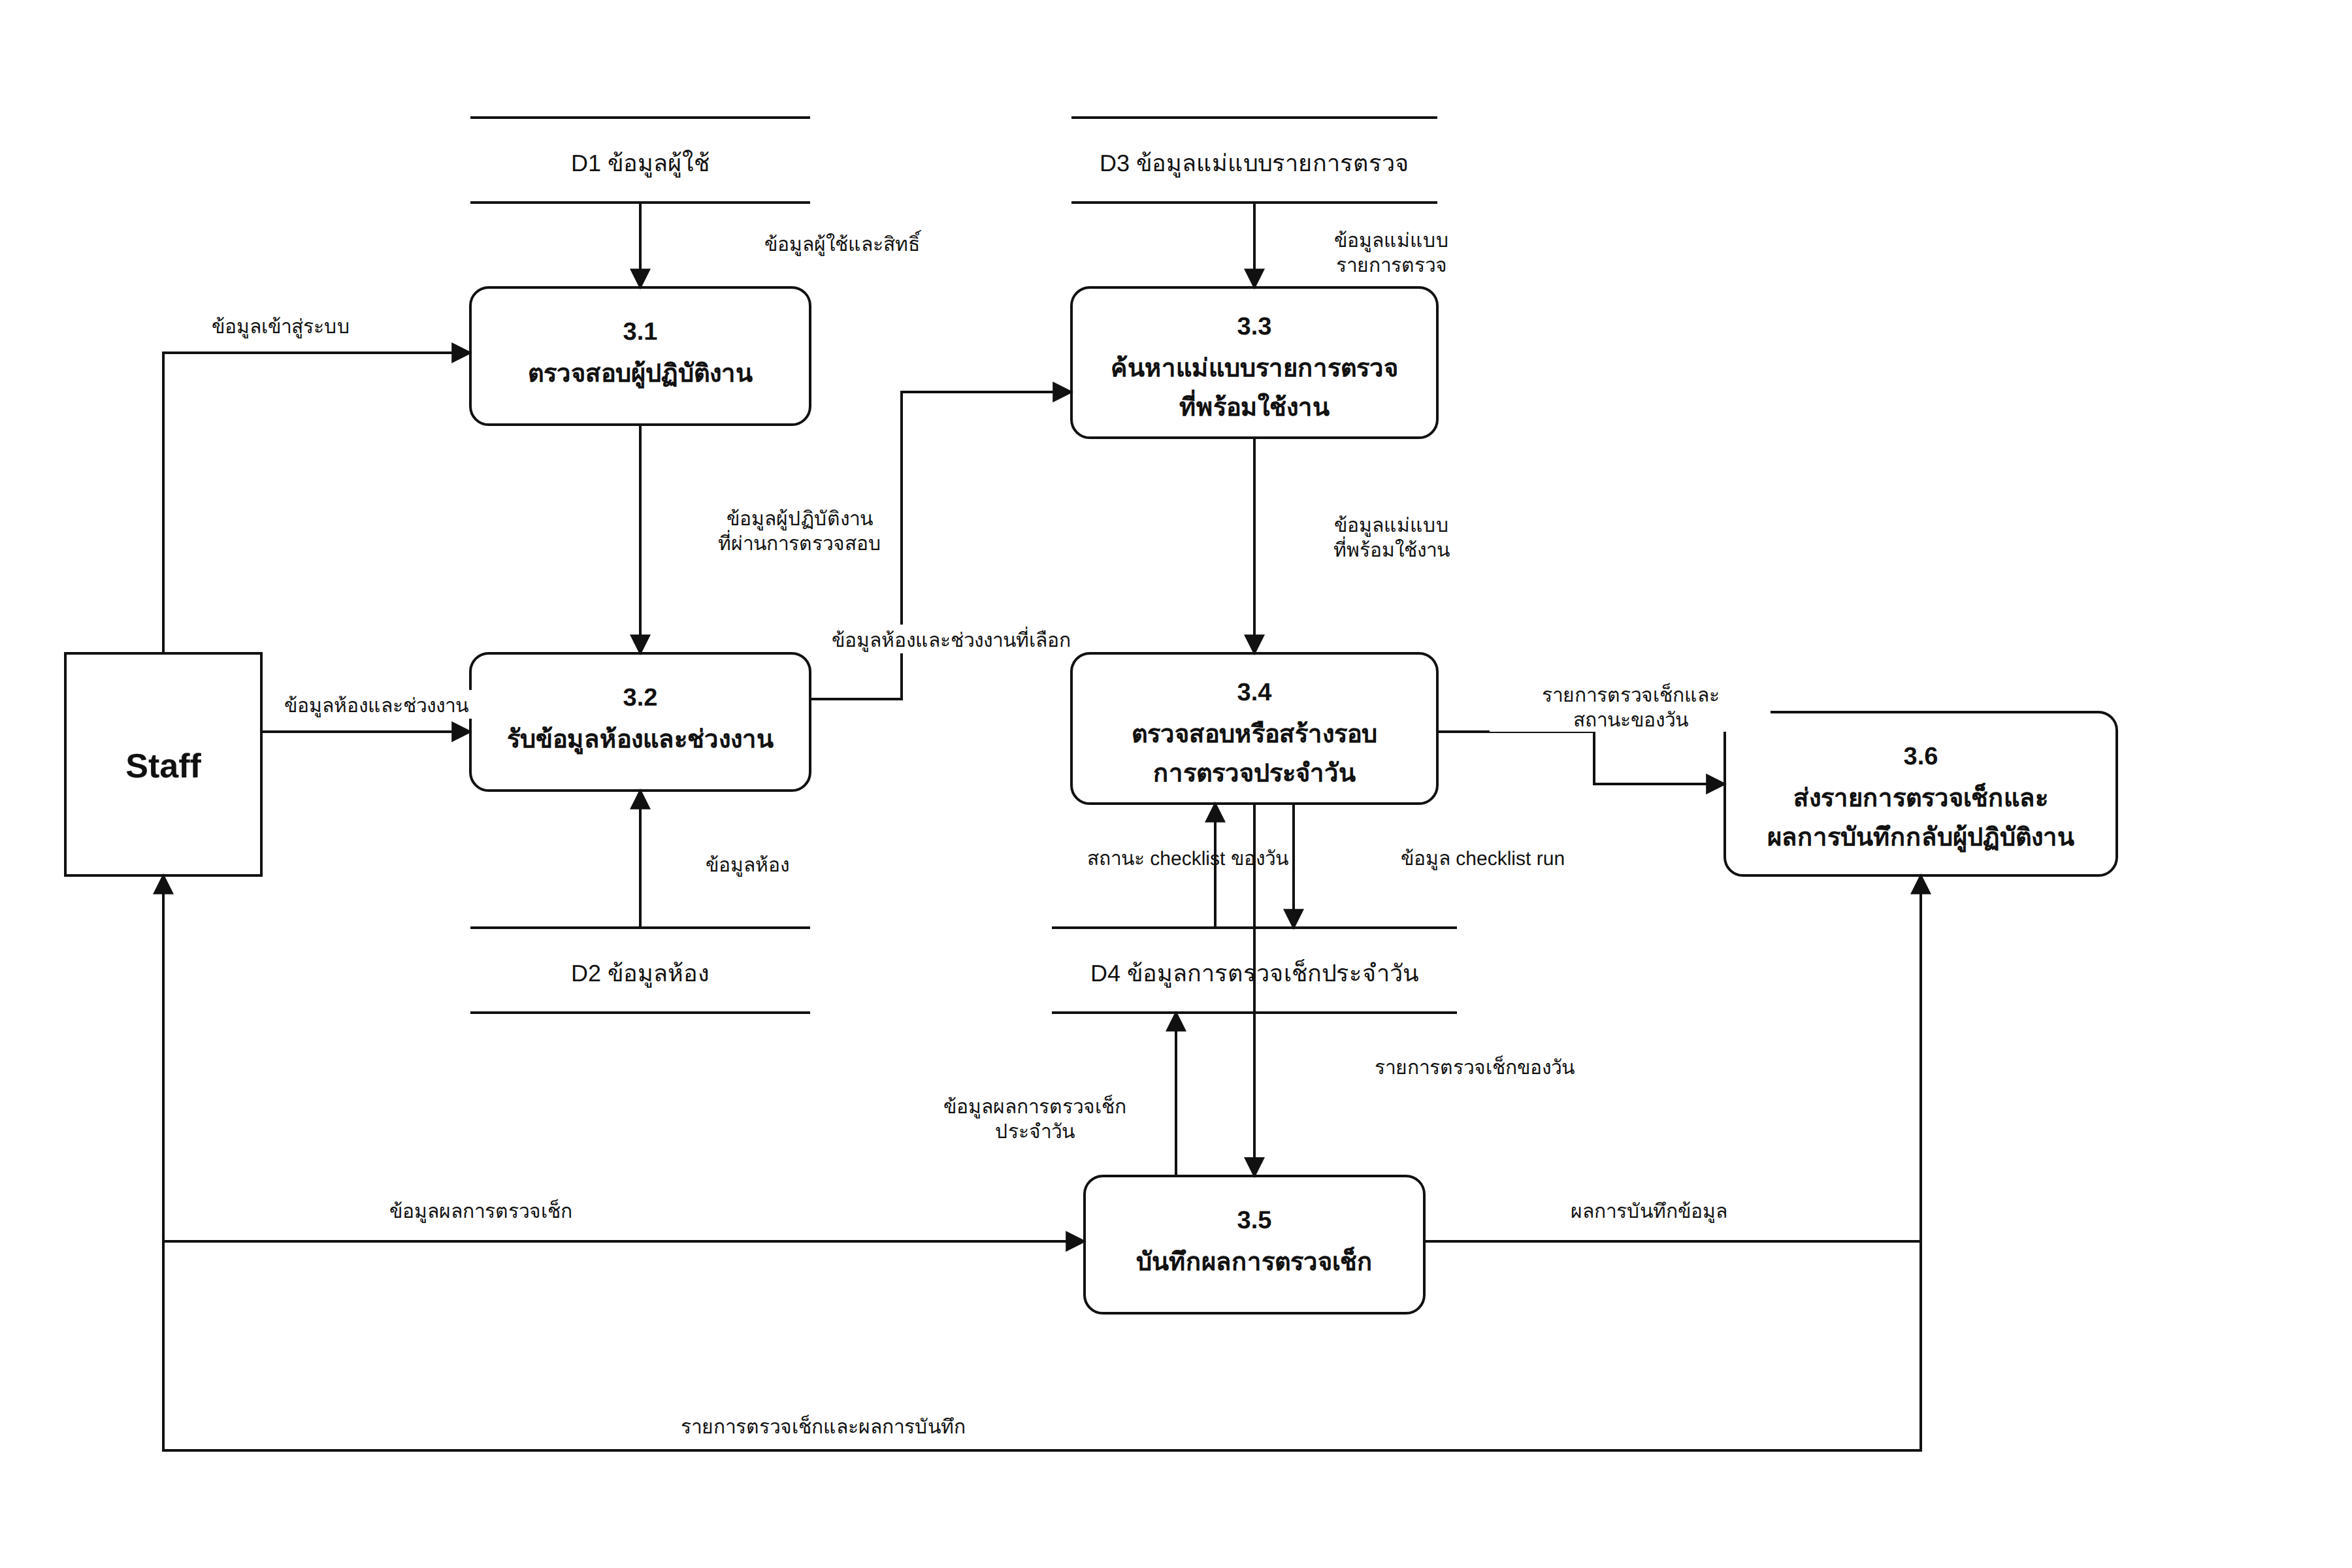 D1 ข้อมูลผู้ใช้
D3 ข้อมูลแม่แบบรายการตรวจ
ข้อมูลผู้ใช้และสิทธิ์
ข้อมูลแม่แบบ
รายการตรวจ
ข้อมูลเข้าสู่ระบบ
3.1
ตรวจสอบผู้ปฏิบัติงาน
3.3
ค้นหาแม่แบบรายการตรวจ
ที่พร้อมใช้งาน
ข้อมูลผู้ปฏิบัติงาน
ที่ผ่านการตรวจสอบ
ข้อมูลแม่แบบ
ที่พร้อมใช้งาน
ข้อมูลห้องและช่วงงานที่เลือก
Staff
ข้อมูลห้องและช่วงงาน
3.2
รับข้อมูลห้องและช่วงงาน
3.4
ตรวจสอบหรือสร้างรอบ
การตรวจประจำวัน
รายการตรวจเช็กและ
สถานะของวัน
3.6
ส่งรายการตรวจเช็กและ
ผลการบันทึกกลับผู้ปฏิบัติงาน
ข้อมูลห้อง
สถานะ checklist ของวัน
ข้อมูล checklist run
D2 ข้อมูลห้อง
D4 ข้อมูลการตรวจเช็กประจำวัน
รายการตรวจเช็กของวัน
ข้อมูลผลการตรวจเช็ก
ประจำวัน
ข้อมูลผลการตรวจเช็ก
3.5
บันทึกผลการตรวจเช็ก
ผลการบันทึกข้อมูล
รายการตรวจเช็กและผลการบันทึก